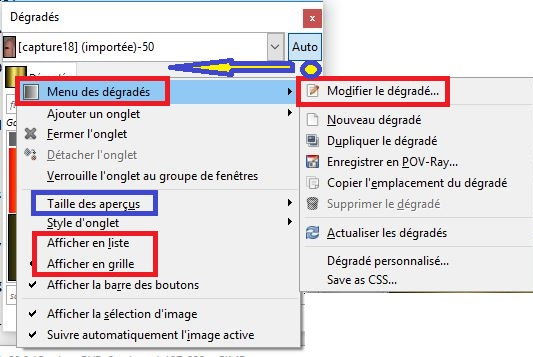 Dégradés
x
[capture18] (importée)-50
Auto
Menu des dégradés
Ajouter un onglet
Fermer l'onglet
Détacher l'onglet
Verrouille l'onglet au groupe de fenêtres
Taille des aperçus
Style d'onglet
Afficher en liste
Afficher en grille
Afficher la barre des boutons
Afficher la sélection d'image
Suivre automatiquement l'image active
Modifier le dégradé...
Nouveau dégradé
Dupliquer le dégradé
Enregistrer en POV-Ray...
Copier l'emplacement du dégradé
Supprimer le dégradé
Actualiser les dégradés
Dégradé personnalisé...
Save as CSS...